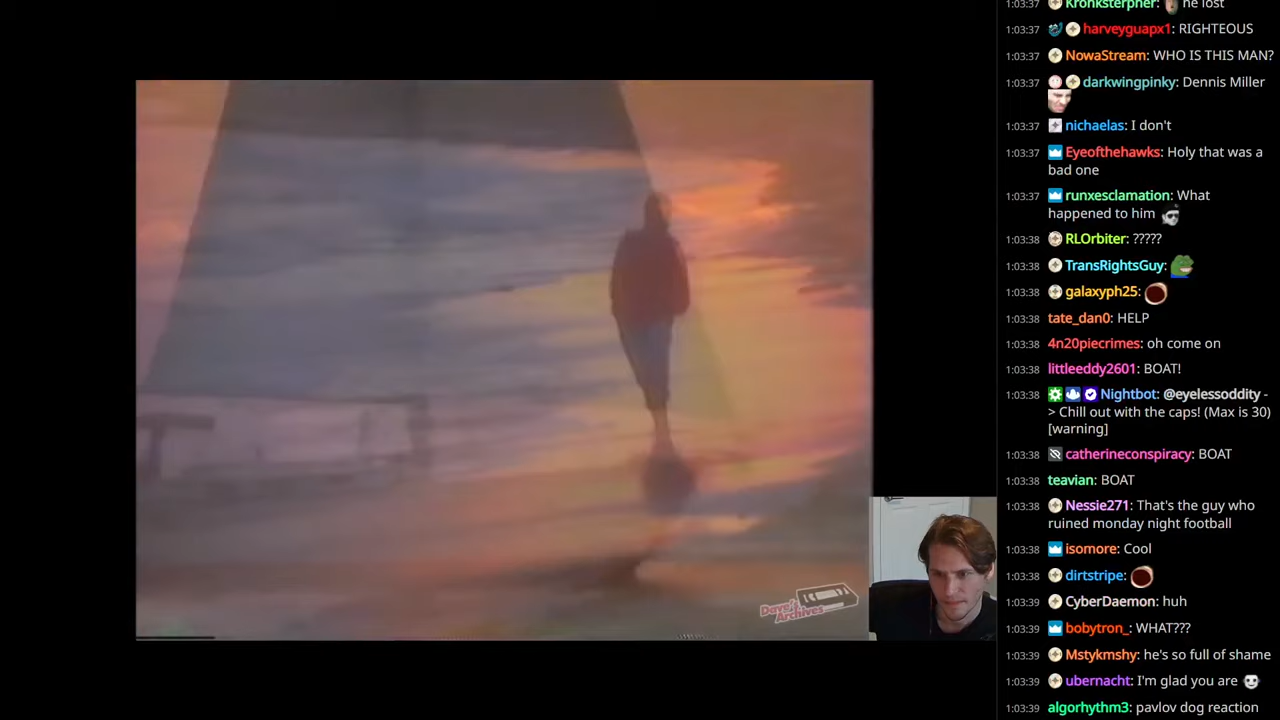 1:03:37 Kronksterpher: he lost
1:03:37 harveyguapx1: RIGHTEOUS
1:03:37 NowaStream: WHO IS THIS MAN?
1:03:37 darkwingpinky: Dennis Miller
1:03:37 nichaelas: I don't
1:03:37 Eyeofthehawks: Holy that was a
bad one
1:03:37 runxesclamation: What
happened to him
1:03:38 RLOrbiter: ?????
1:03:38 TransRightsGuy:
1:03:38 galaxyph25:
1:03:38 tate_dan0: HELP
1:03:38 4n20piecrimes: oh come on
1:03:38 littleeddy2601: BOAT!
1:03:38 Nightbot: @eyelessoddity -
> Chill out with the caps! (Max is 30)
[warning]
1:03:38 catherineconspiracy: BOAT
1:03:38 teavian: BOAT
1:03:38 Nessie271: That's the guy who
ruined monday night football
1:03:38 isomore: Cool
1:03:38 dirtstripe:
1:03:39 CyberDaemon: huh
1:03:39 bobytron_: WHAT???
1:03:39 Mstykmshy: he's so full of shame
1:03:39 ubernacht: I'm glad you are
1:03:39 algorhythm3: pavlov dog reaction
Dave's
Archives